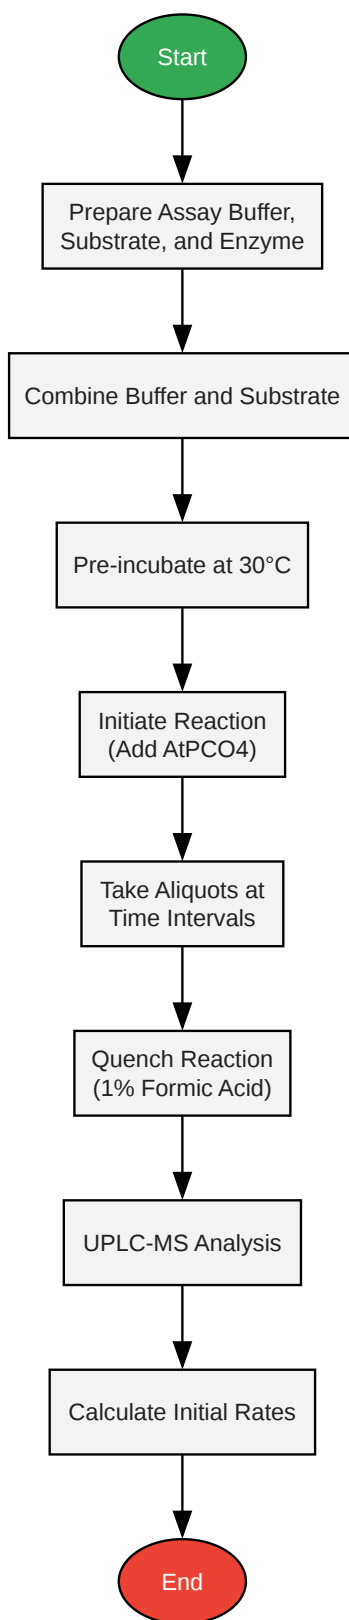 Start
Prepare Assay Buffer,
Substrate, and Enzyme
Combine Buffer and Substrate
Pre-incubate at 30°C
Initiate Reaction
(Add AtPCO4)
Take Aliquots at
Time Intervals
Quench Reaction
(1% Formic Acid)
UPLC-MS Analysis
Calculate Initial Rates
End